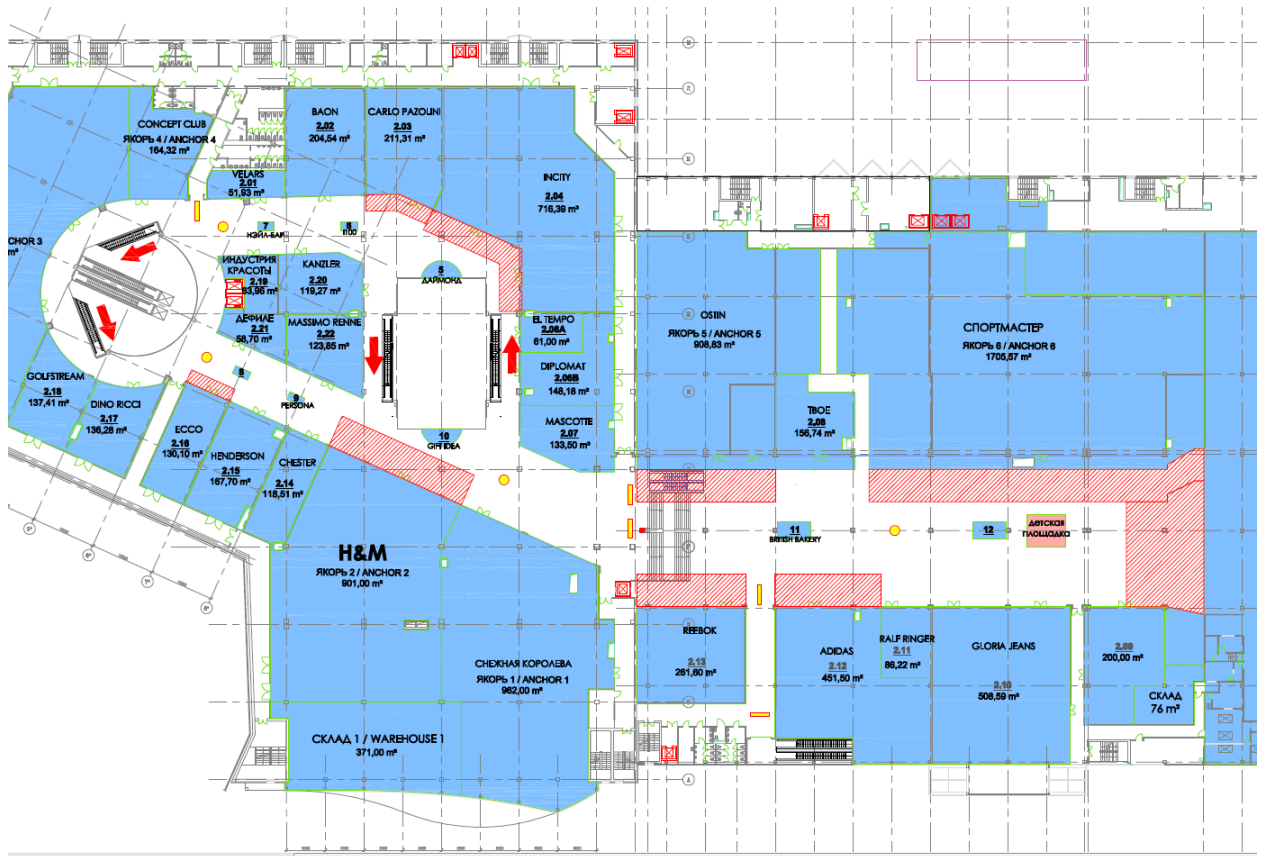 CONCEPT CLUB
ЯКОРЬ 4 / ANCHOR 4
164,32 m²
BAON
2.02
204,54 m²
CARLO PAZOLINI
2.03
211,31 m²
VELARS
2.01
51,93 m²
INCITY
2.04
716,39 m²
7
НЭЙЛ-БАР
8
CHOR 3
m²
ИНДУСТРИЯ
КРАСОТЫ
2.19
63,95 m²
KANZLER
2.20
119,27 m²
5
ДАЙМОНД
ДЕФИЛЕ
2.21
58,70 m²
MASSIMO RENNE
2.22
123,85 m²
EL TEMPO
2.06A
61,00 m²
DIPLOMAT
2.06B
148,18 m²
MASCOTTE
2.07
133,50 m²
OSTIN
ЯКОРЬ 5 / ANCHOR 5
908,83 m²
СПОРТМАСТЕР
ЯКОРЬ 6 / ANCHOR 6
1705,57 m²
ТВОЕ
2.08
156,74 m²
GOLFSTREAM
2.18
137,41 m²
DINO RICCI
2.17
136,28 m²
9
PERSONA
10
GIFT IDEA
ECCO
2.16
130,10 m²
HENDERSON
2.15
167,70 m²
CHESTER
2.14
118,51 m²
11
BRITISH BAKERY
12
ДЕТСКАЯ
ПЛОЩАДКА
H&M
ЯКОРЬ 2 / ANCHOR 2
901,00 m²
СНЕЖНАЯ КОРОЛЕВА
ЯКОРЬ 1 / ANCHOR 1
962,00 m²
СКЛАД 1 / WAREHOUSE 1
371,00 m²
REEBOK
2.13
261,60 m²
ADIDAS
2.12
451,50 m²
RALF RINGER
2.11
86,22 m²
GLORIA JEANS
2.10
508,59 m²
2.09
200,00 m²
СКЛАД
76 m²